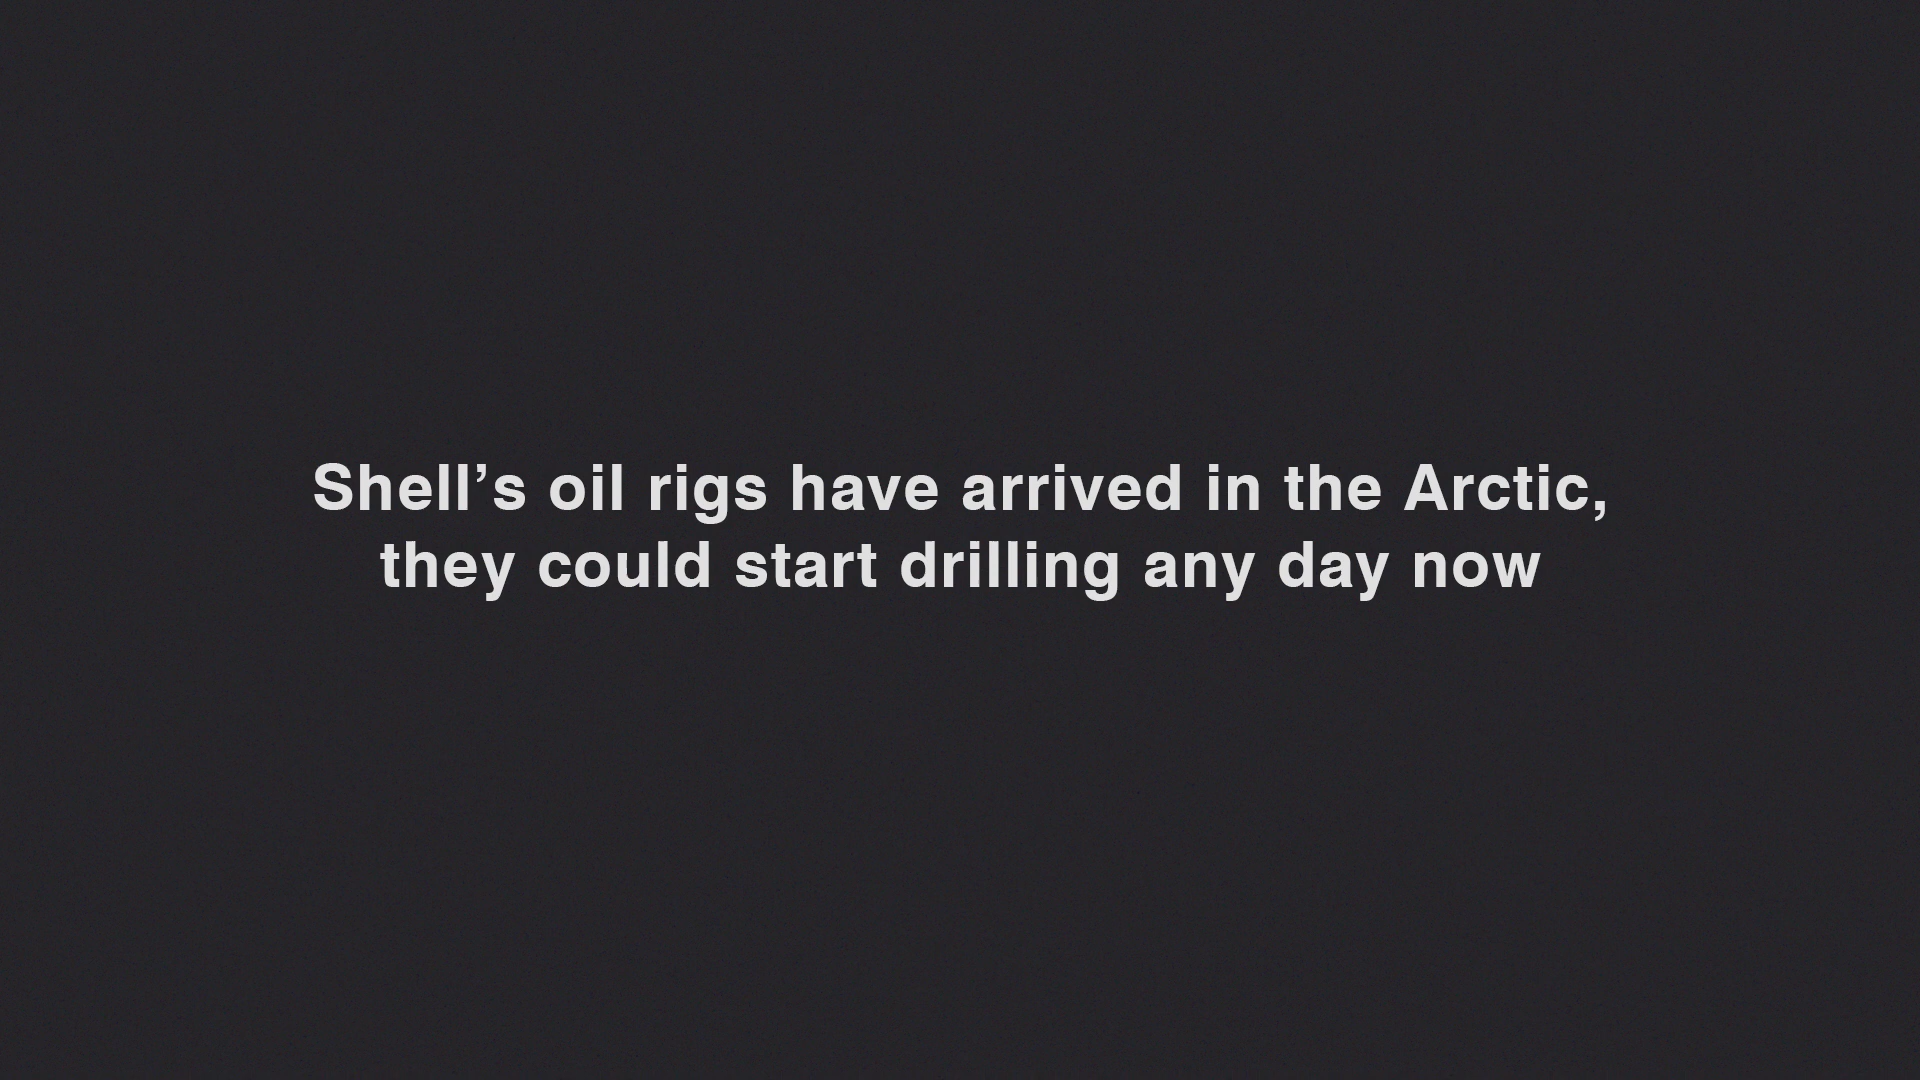 Shell’s oil rigs have arrived in the Arctic,
they could start drilling any day now